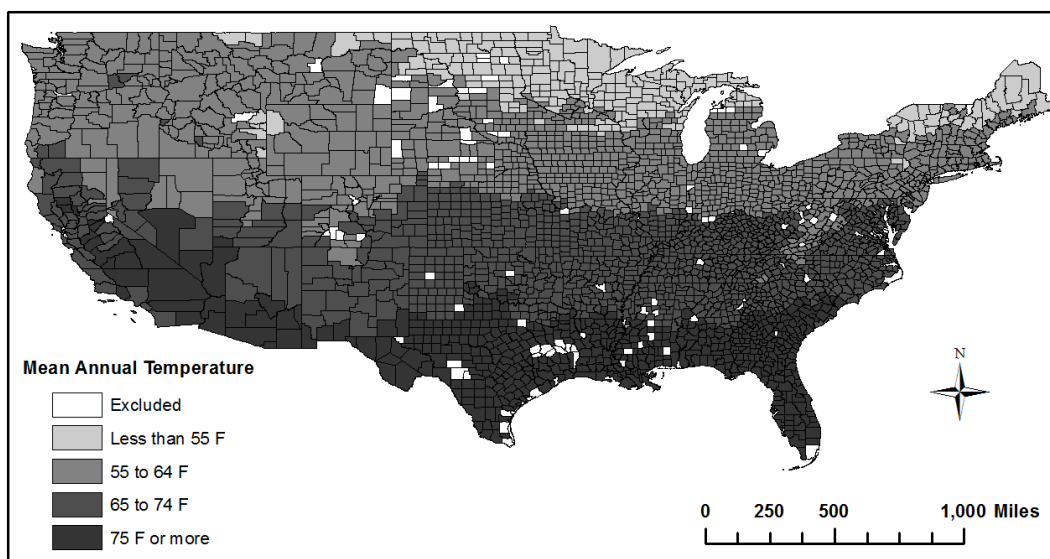 Mean Annual Temperature
Excluded
Less than 55 F
55 to 64 F
65 to 74 F
75 F or more
N
0 250 500 1,000 Miles